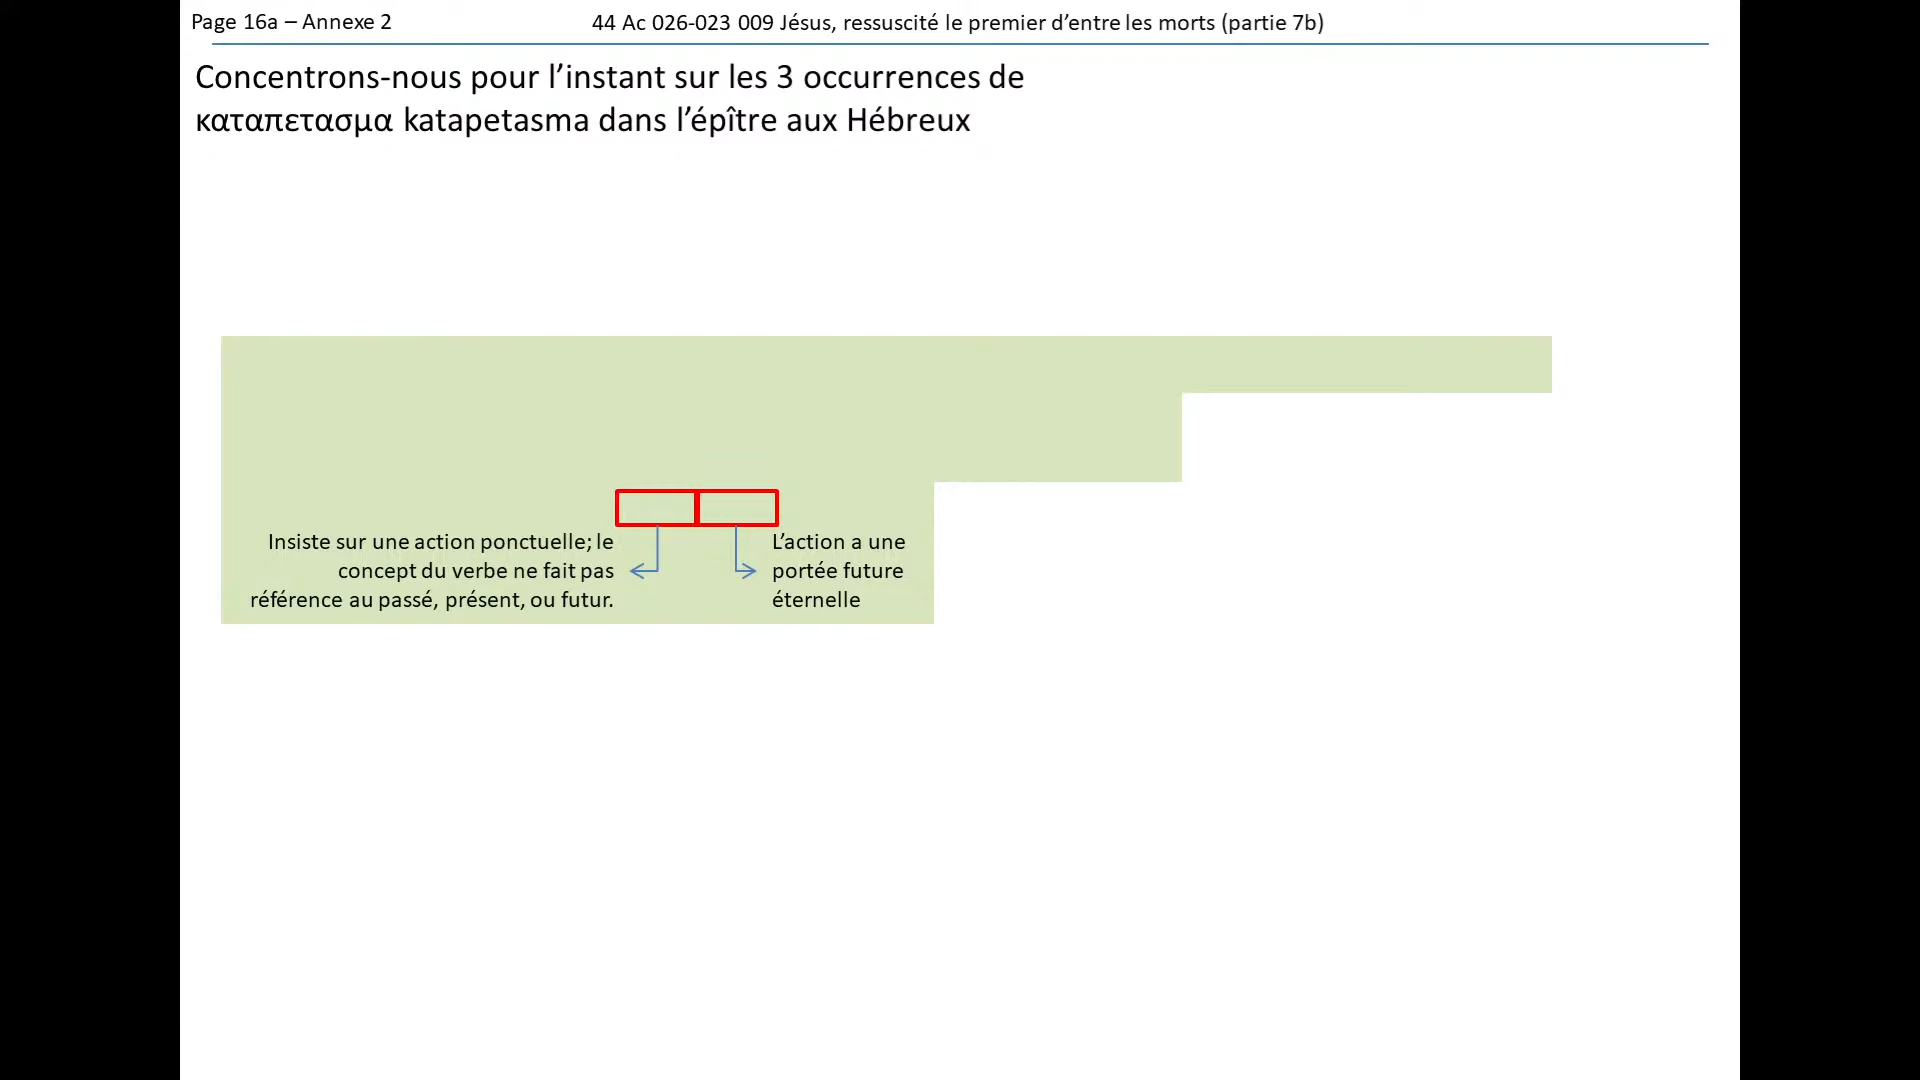 Page 16a – Annexe 2
44 Ac 026-023 009 Jésus, ressuscité le premier d’entre les morts (partie 7b)
Concentrons-nous pour l’instant sur les 3 occurrences de
καταπετασμα katapetasma dans l’épître aux Hébreux
Insiste sur une action ponctuelle; le
concept du verbe ne fait pas
référence au passé, présent, ou futur.
L’action a une
portée future
éternelle